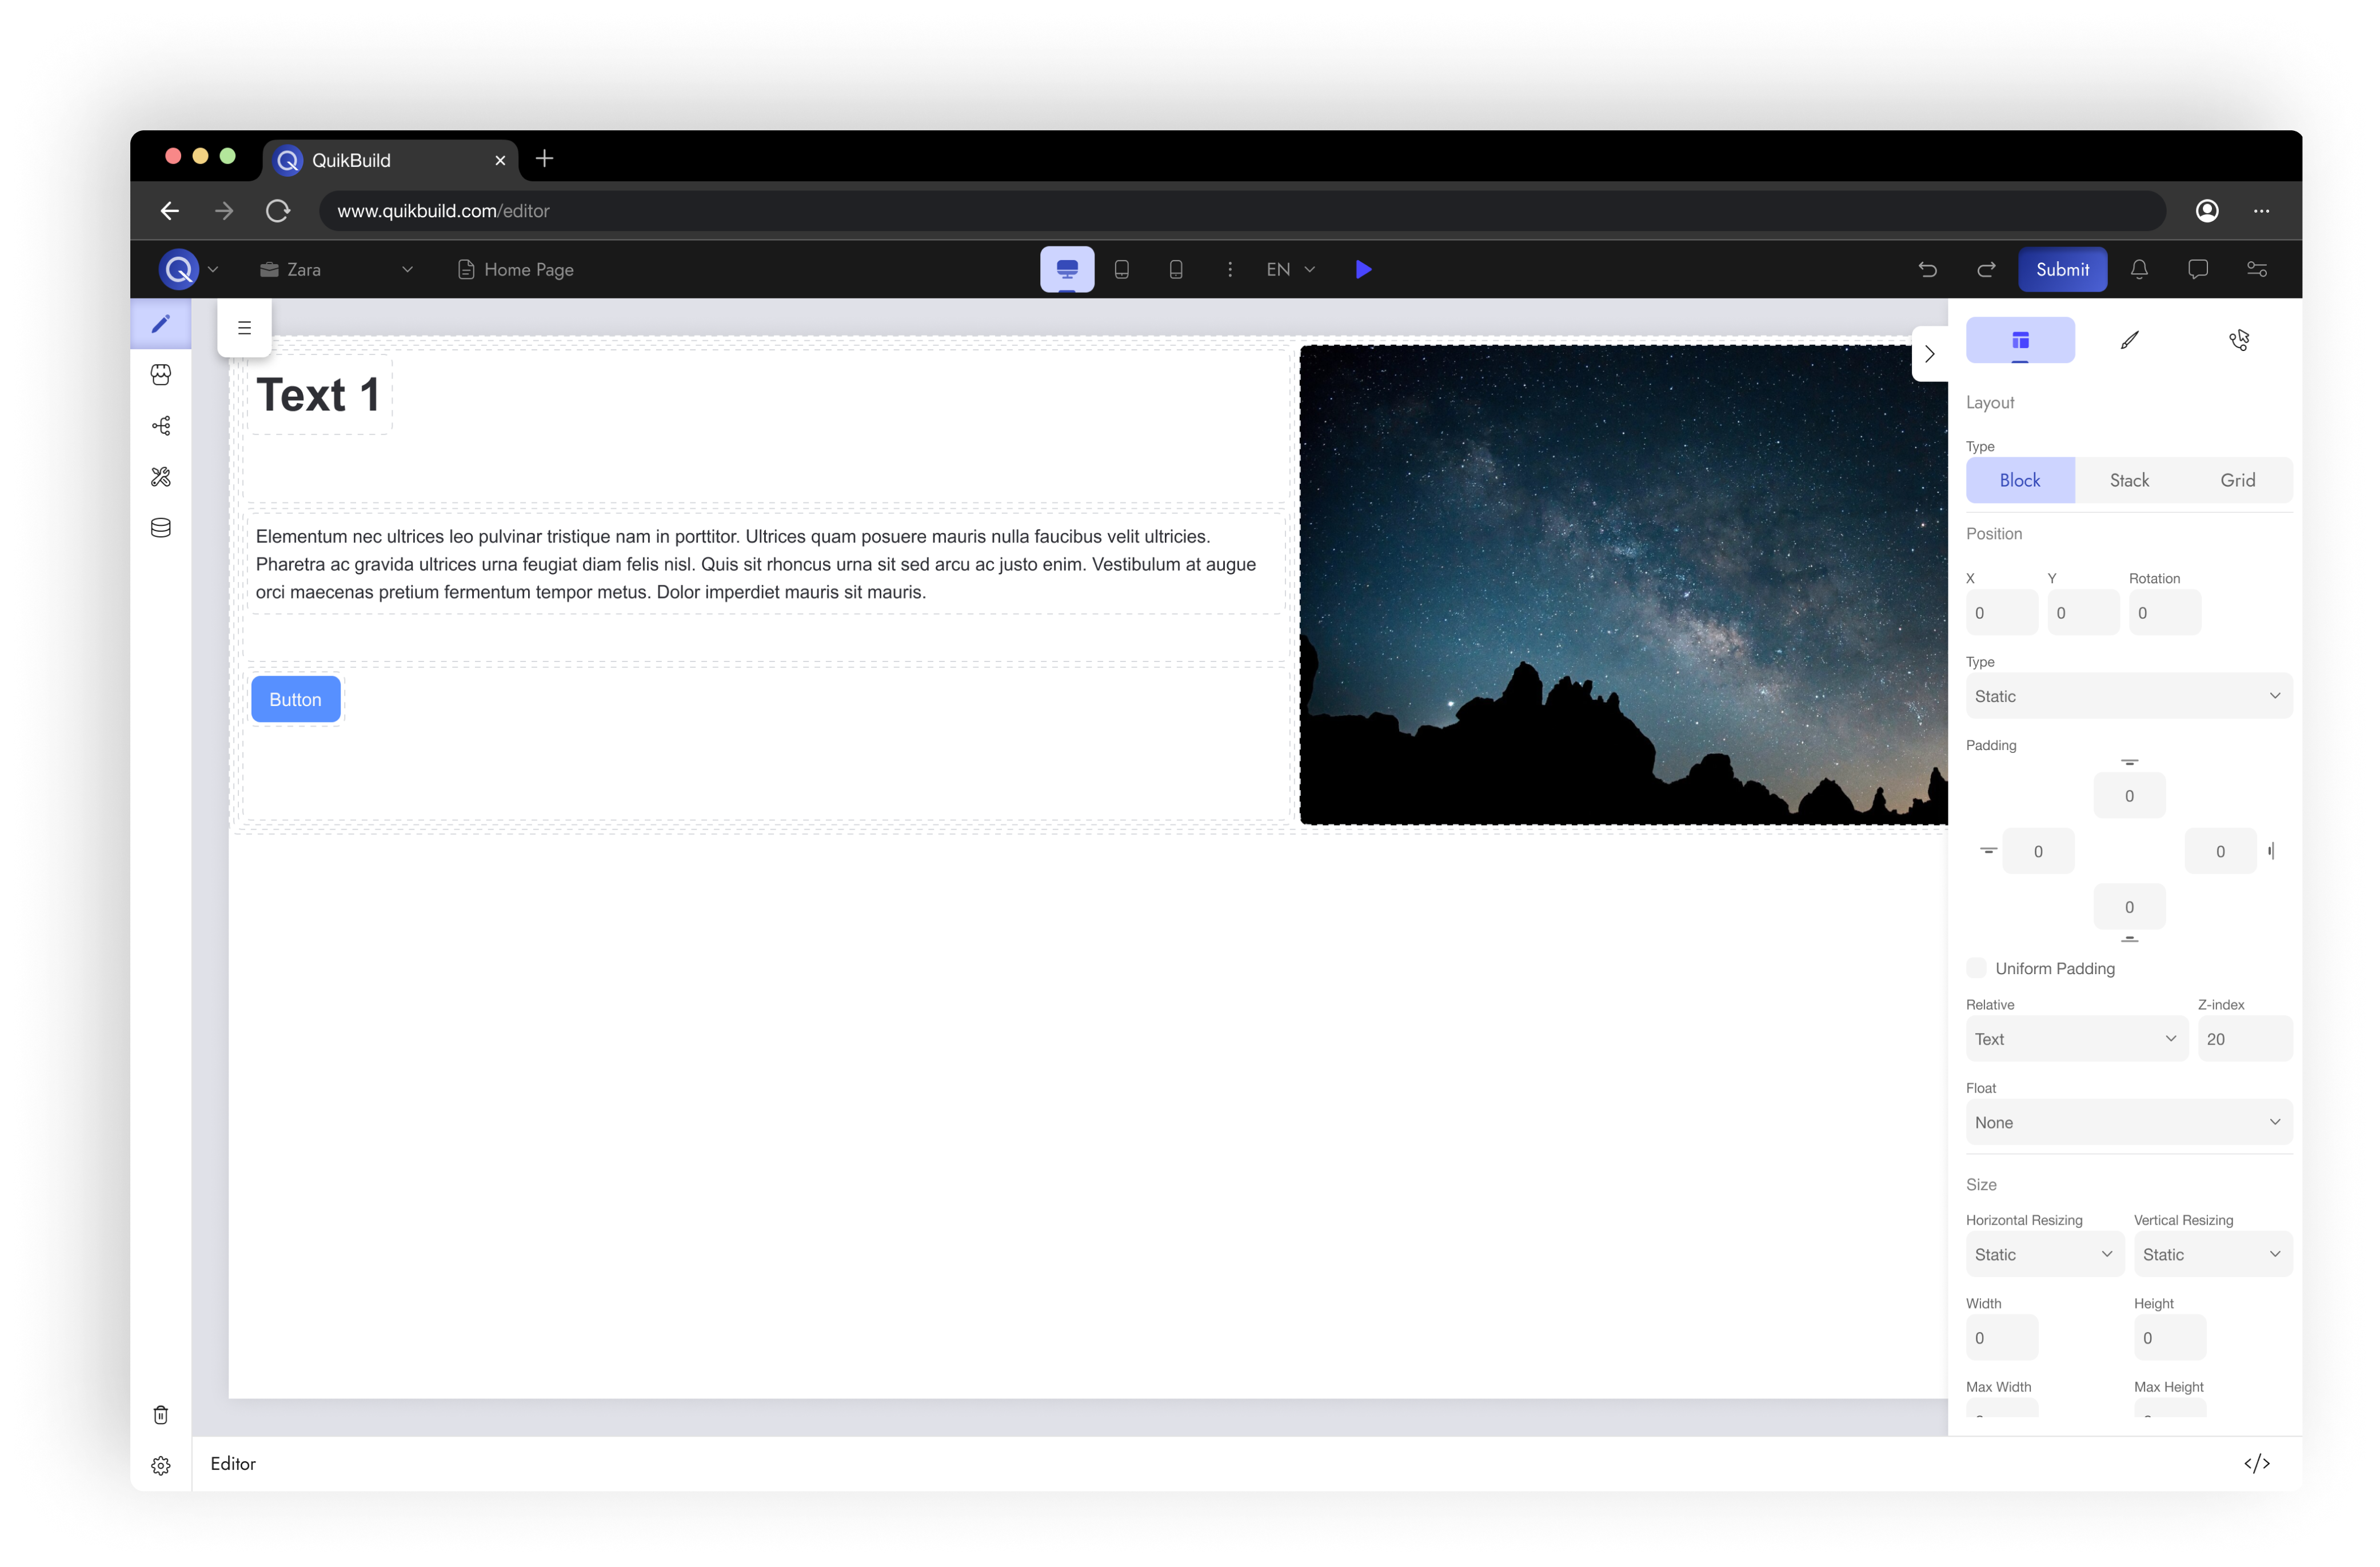 QuikBuild
www.quikbuild.com/editor
Zara
Home Page
EN
Submit
Text 1
Elementum nec ultrices leo pulvinar tristique nam in porttitor. Ultrices quam posuere mauris nulla faucibus velit ultricies.
Pharetra ac gravida ultrices urna feugiat diam felis nisl. Quis sit rhoncus urna sit sed arcu ac justo enim. Vestibulum at augue
orci maecenas pretium fermentum tempor metus. Dolor imperdiet mauris sit mauris.
Button
Layout
Type
Block Stack Grid
Position
X Y Rotation
0 0 0
Type
Static
Padding
0
0 0
0
Uniform Padding
Relative Z-index
Text 20
Float
None
Size
Horizontal Resizing Vertical Resizing
Static Static
Width Height
0 0
Max Width Max Height
Editor